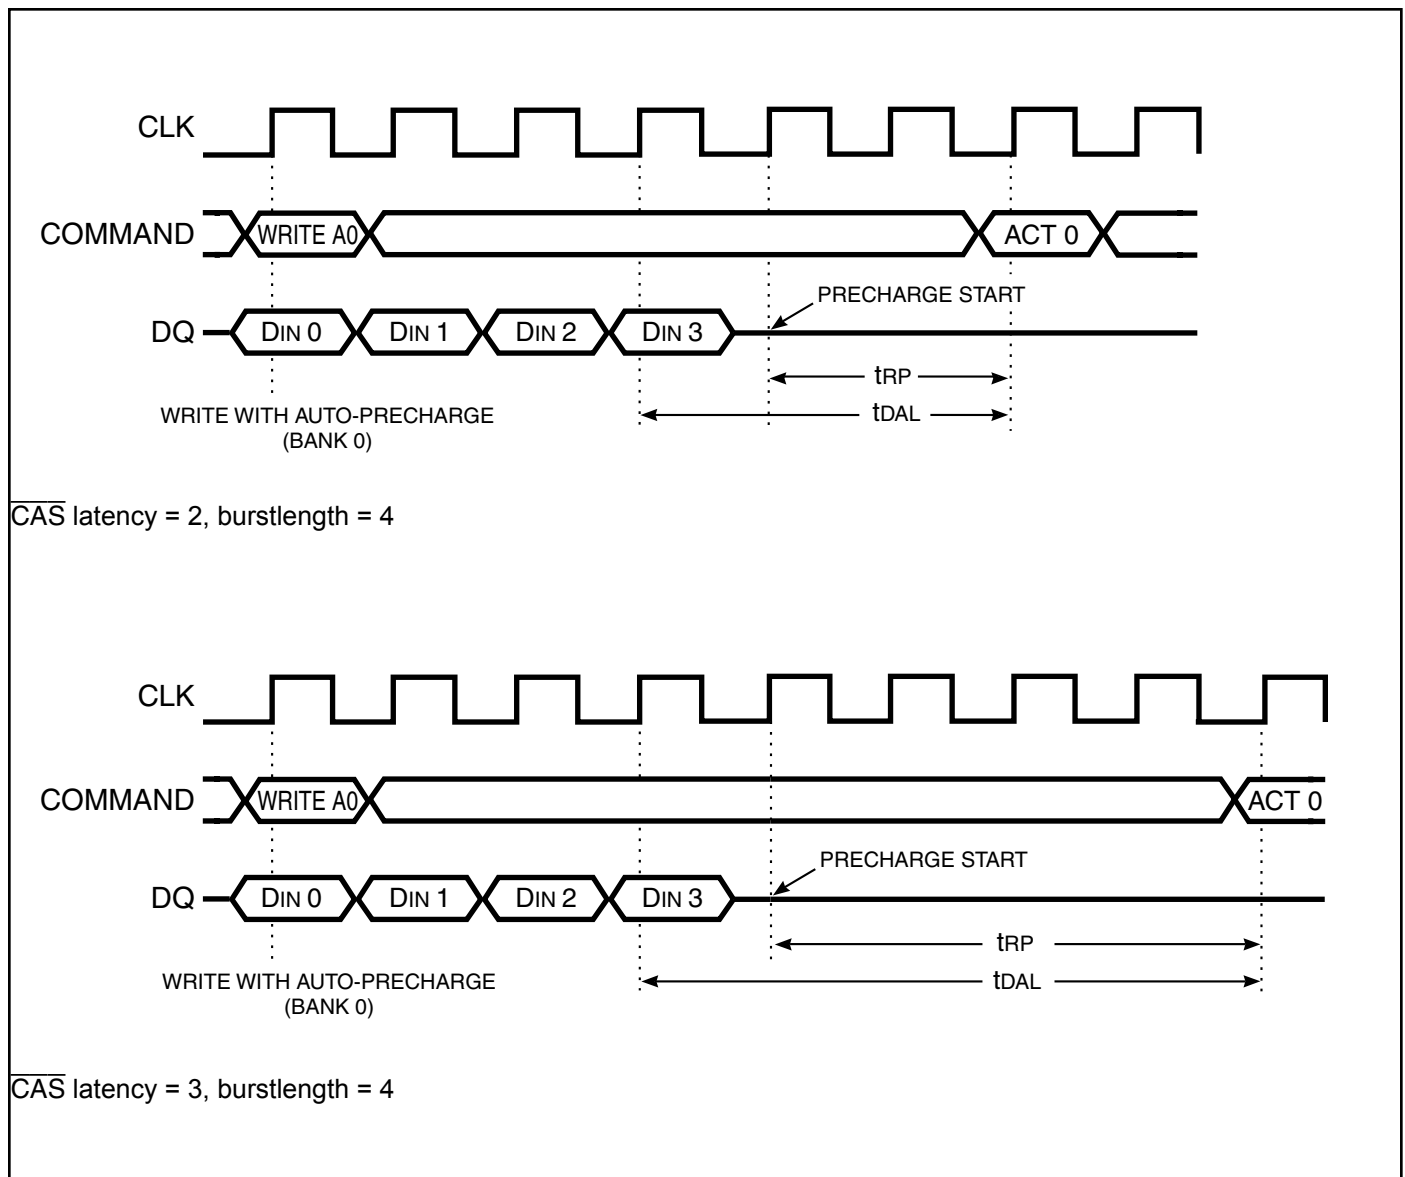 CLK
COMMAND
WRITE A0
ACT 0
PRECHARGE START
DQ
DIN 0
DIN 1
DIN 2
DIN 3
tRP
tDAL
WRITE WITH AUTO-PRECHARGE
(BANK 0)
CAS latency = 2, burstlength = 4
CLK
COMMAND
WRITE A0
ACT 0
PRECHARGE START
DQ
DIN 0
DIN 1
DIN 2
DIN 3
tRP
tDAL
WRITE WITH AUTO-PRECHARGE
(BANK 0)
CAS latency = 3, burstlength = 4